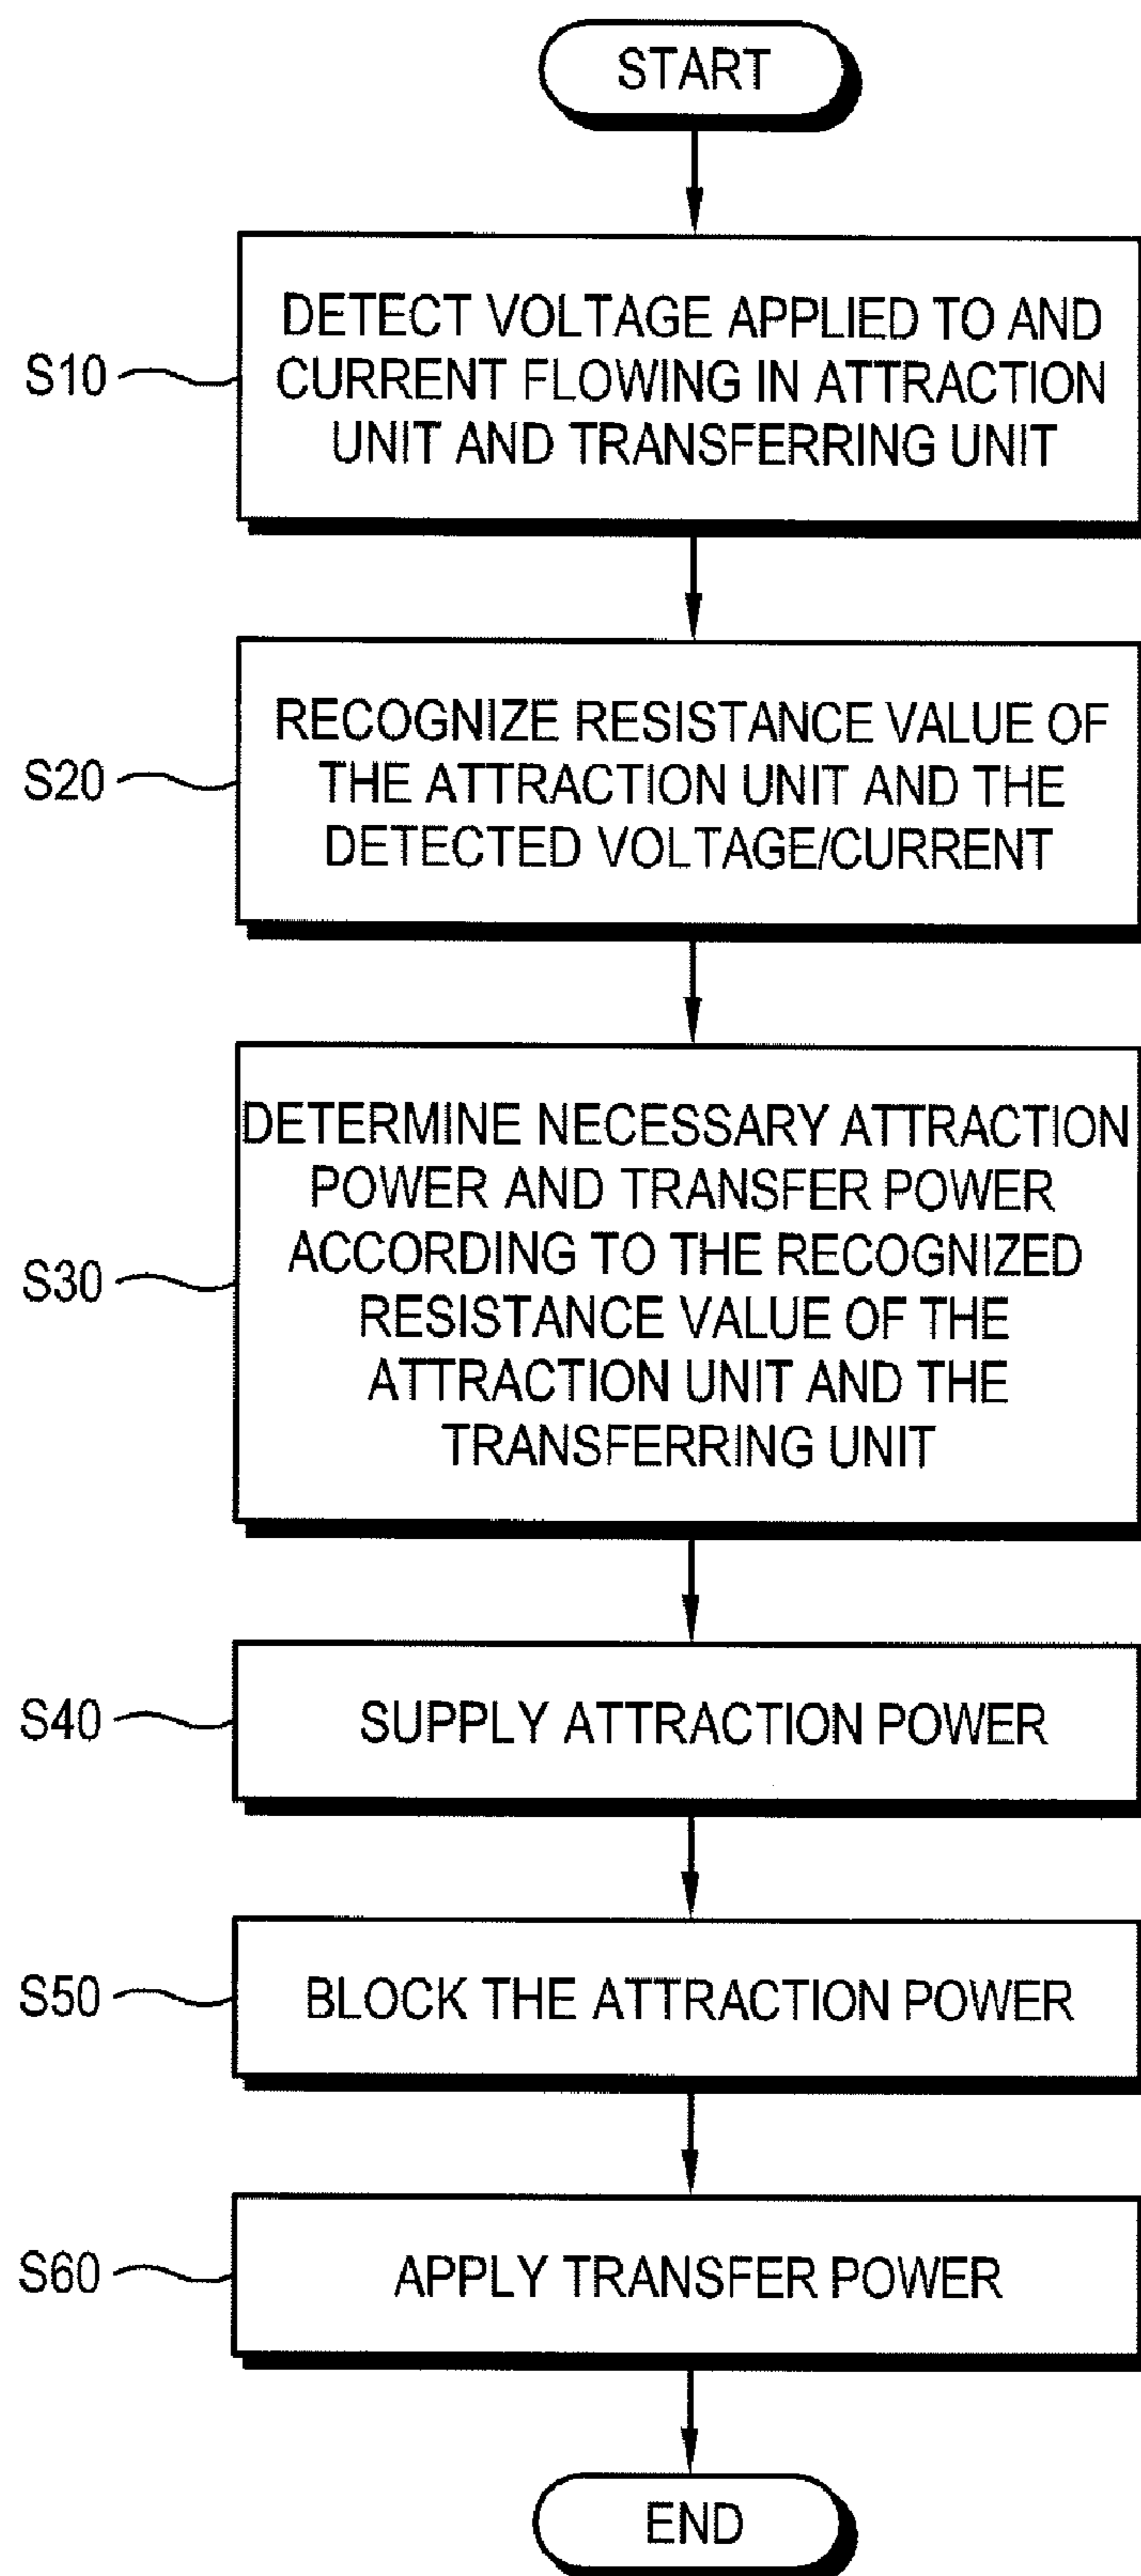 START
S10
DETECT VOLTAGE APPLIED TO AND
CURRENT FLOWING IN ATTRACTION
UNIT AND TRANSFERRING UNIT
S20
RECOGNIZE RESISTANCE VALUE OF
THE ATTRACTION UNIT AND THE
DETECTED VOLTAGE/CURRENT
S30
DETERMINE NECESSARY ATTRACTION
POWER AND TRANSFER POWER
ACCORDING TO THE RECOGNIZED
RESISTANCE VALUE OF THE
ATTRACTION UNIT AND THE
TRANSFERRING UNIT
S40
SUPPLY ATTRACTION POWER
S50
BLOCK THE ATTRACTION POWER
S60
APPLY TRANSFER POWER
END